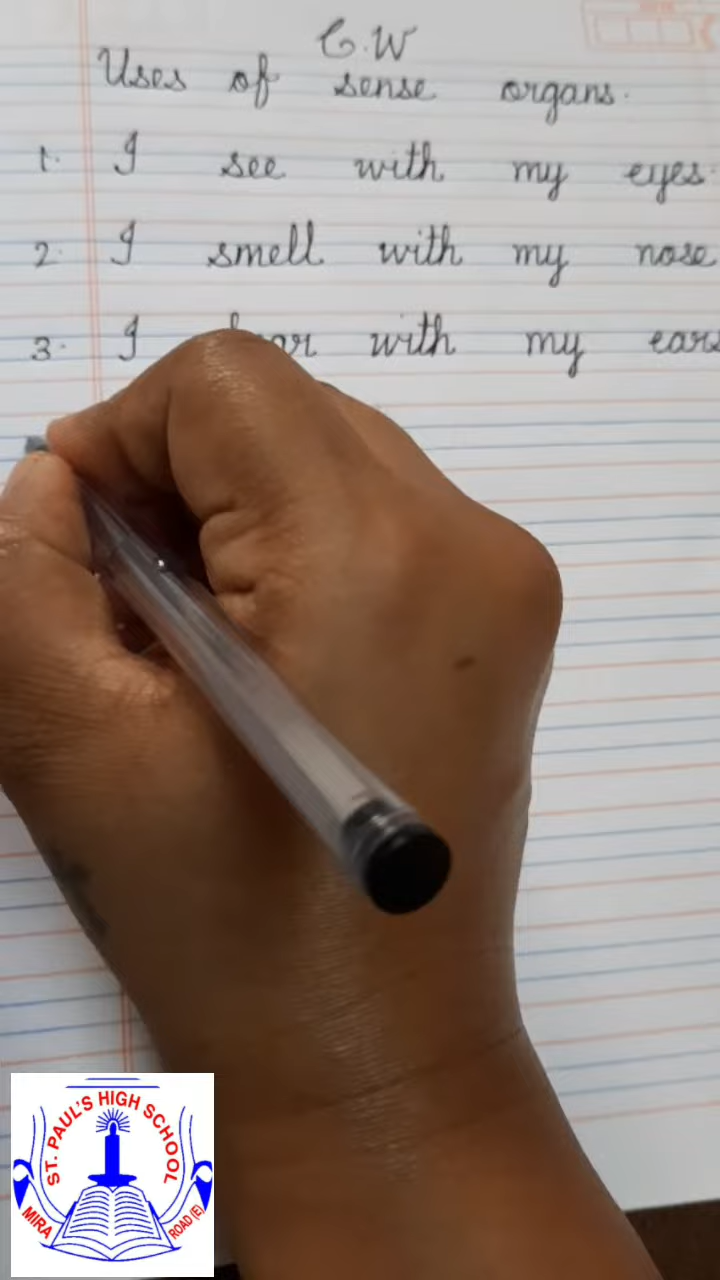 C.W
Uses of sense organs.
1. I see with my eyes.
2. I smell with my nose
3. I hear with my ears
ST. PAUL'S HIGH SCHOOL
MIRA ROAD (E)